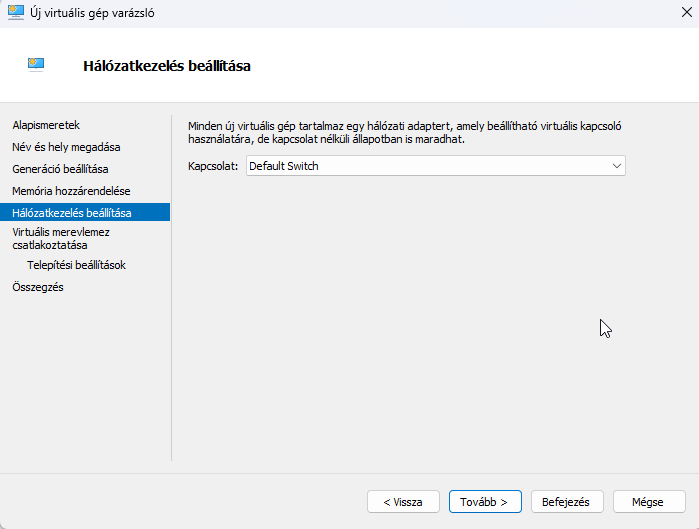 Új virtuális gép varázsló
Hálózatkezelés beállítása
Alapismeretek
Név és hely megadása
Generáció beállítása
Memória hozzárendelése
Hálózatkezelés beállítása
Virtuális merevlemez
csatlakoztatása
Telepítési beállítások
Összegzés
Minden új virtuális gép tartalmaz egy hálózati adaptert, amely beállítható virtuális kapcsoló
használatára, de kapcsolat nélküli állapotban is maradhat.
Kapcsolat: Default Switch
< Vissza Tovább > Befejezés Mégse